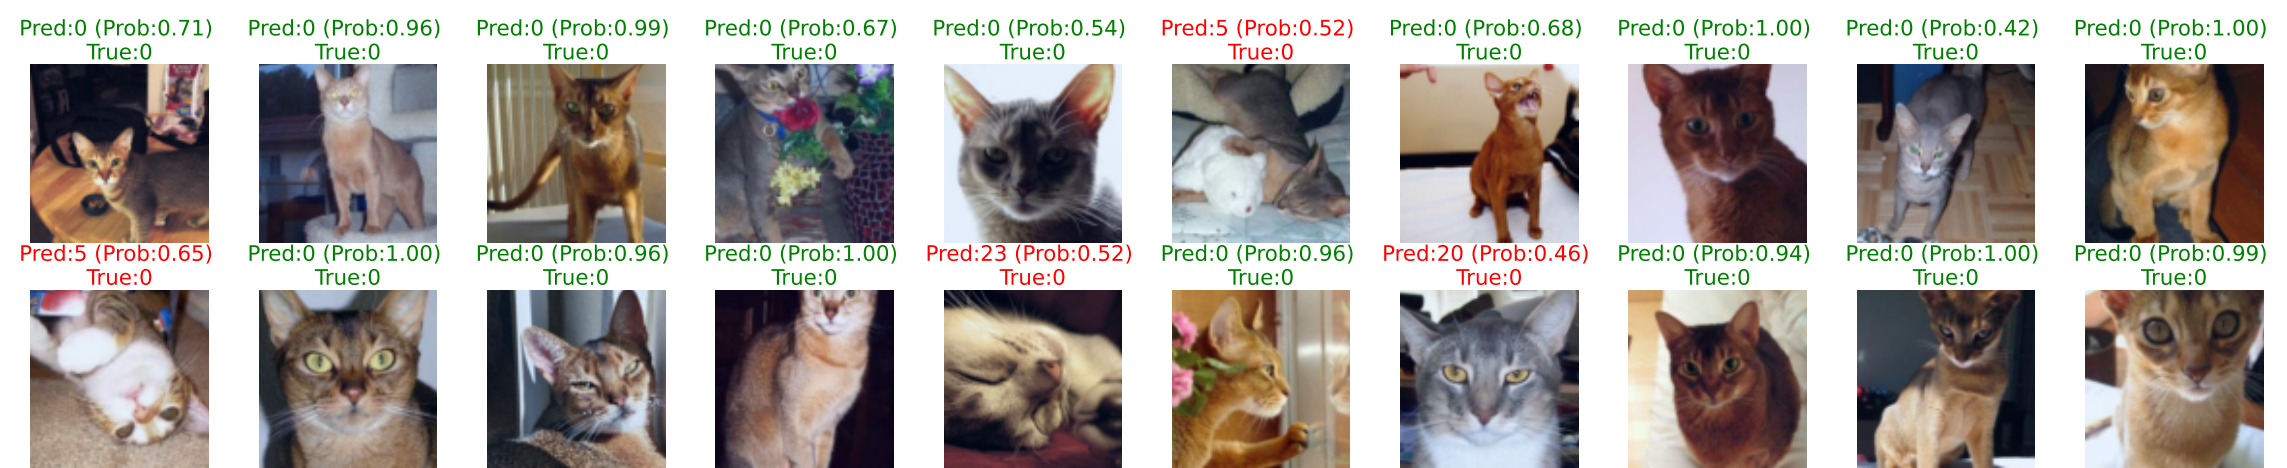 Pred:0 (Prob:0.71) Pred:0 (Prob:0.96) Pred:0 (Prob:0.99) Pred:0 (Prob:0.67) Pred:0 (Prob:0.54) Pred:5 (Prob:0.52) Pred:0 (Prob:0.68) Pred:0 (Prob:1.00) Pred:0 (Prob:0.42) Pred:0 (Prob:1.00)
True:0 True:0 True:0 True:0 True:0 True:0 True:0 True:0 True:0 True:0
Pred:5 (Prob:0.65) Pred:0 (Prob:1.00) Pred:0 (Prob:0.96) Pred:0 (Prob:1.00) Pred:23 (Prob:0.52) Pred:0 (Prob:0.96) Pred:20 (Prob:0.46) Pred:0 (Prob:0.94) Pred:0 (Prob:1.00) Pred:0 (Prob:0.99)
True:0 True:0 True:0 True:0 True:0 True:0 True:0 True:0 True:0 True:0